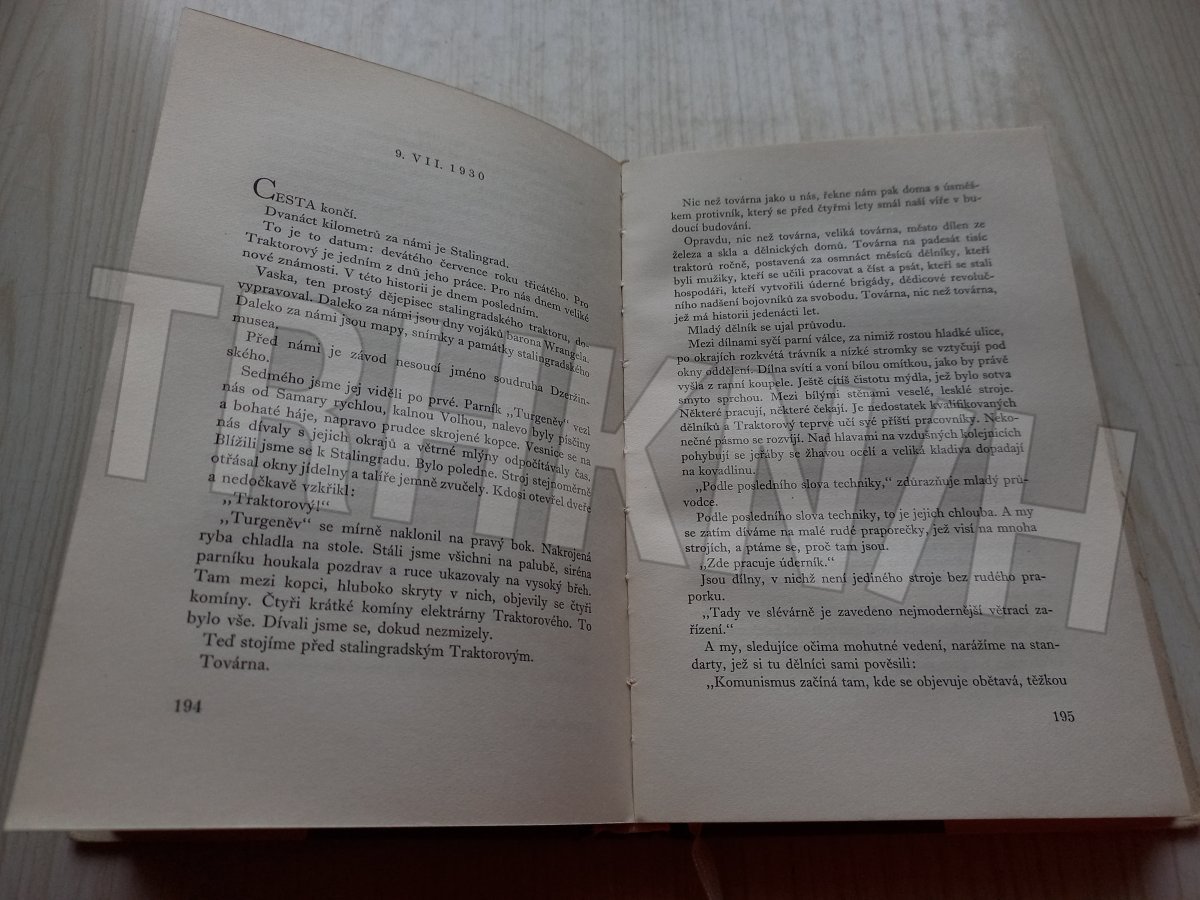 9. VII. 1930
CESTA končí.
Dvanáct kilometrů za námi je Stalingrad.
To je to datum: devátého července roku třicátého. Pro
Traktorový je jedním z dnů jeho práce. Pro nás dnem veliké
nové známosti. V této historii je dnem posledním.
Vaska, ten prostý dějepisec stalingradského traktoru, do-
vypravoval. Daleko za námi jsou dny vojáků barona Wrangela.
Daleko za námi jsou mapy, snímky a památky stalingradského
musea.
Před námi je závod nesoucí jméno soudruha Dzeržin-
ského.
Sedmého jsme jej viděli po prvé. Parník „Turgeněv” vezl
nás od Samary rychlou, kalnou Volhou, nalevo byly písčiny
a bohaté háje, napravo prudce skrojené kopce. Vesnice se na
nás dívaly s jejich okrajů a větrné mlýny odpočítávaly čas.
Blížili jsme se k Stalingradu. Bylo poledne. Stroj stejnoměrně
otřásal okny jídelny a talíře jemně zvučely. Kdosi otevřel dveře
a nedočkavě vzkřikl:
„Traktorový!”
„Turgeněv” se mírně naklonil na pravý bok. Nakrojená
ryba chladla na stole. Stáli jsme všichni na palubě, siréna
parníku houkala pozdrav a ruce ukazovaly na vysoký břeh.
Tam mezi kopci, hluboko skryty v nich, objevily se čtyři
komíny. Čtyři krátké komíny elektrárny Traktorového. To
bylo vše. Dívali jsme se, dokud nezmizely.
Teď stojíme před stalingradským Traktorovým.
Továrna.
194
Nic než továrna jako u nás, řekne nám pak doma s úsměš-
kem protivník, který se před čtyřmi lety smál naší víře v bu-
doucí budování.
Opravdu, nic než továrna, veliká továrna, město dílen ze
železa a skla a dělnických domů. Továrna na padesát tisíc
traktorů ročně, postavená za osmnáct měsíců dělníky, kteří
byli mužiky, kteří se učili pracovat a číst a psát, kteří se stali
hospodáři, kteří vytvořili úderné brigády, dědicové revoluč-
ního nadšení bojovníků za svobodu. Továrna, nic než továrna,
jež má historii jedenácti let.
Mladý dělník se ujal průvodu.
Mezi dílnami syčí parní válce, za nimiž rostou hladké ulice,
po okrajích rozkvétá trávník a nízké stromky se vztyčují pod
okny oddělení. Dílna svítí a voní bílou omítkou, jako by právě
vyšla z ranní koupele. Ještě cítíš čistotu mýdla, jež bylo sotva
smyto sprchou. Mezi bílými stěnami veselé, lesklé stroje.
Některé pracují, některé čekají. Je nedostatek kvalifikovaných
dělníků a Traktorový teprve učí své příští pracovníky. Neko-
nečné pásmo se rozvíjí. Nad hlavami na vzdušných kolejnicích
pohybují se jeřáby se žhavou ocelí a veliká kladiva dopadají
na kovadlinu.
„Podle posledního slova techniky,” zdůrazňuje mladý prů-
vodce.
Podle posledního slova techniky, to je jejich chlouba. A my
se zatím díváme na malé rudé praporečky, jež visí na mnoha
strojích, a ptáme se, proč tam jsou.
„Zde pracuje úderník.”
Jsou dílny, v nichž není jediného stroje bez rudého pra-
porku.
„Tady ve slévárně je zavedeno nejmodernější větrací za-
řízení.”
A my, sledujíce očima mohutné vedení, narážíme na stan-
darty, jež si tu dělníci sami pověsili:
„Komunismus začíná tam, kde se objevuje obětavá, těžkou
195
TRHKNIH